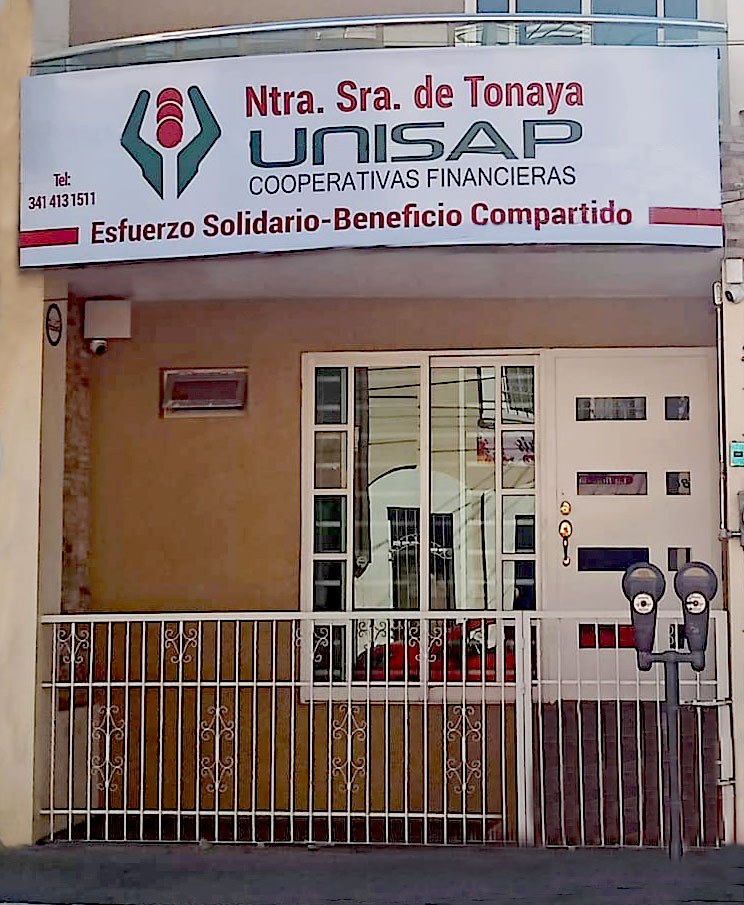 Ntra. Sra. de Tonaya
UNISAP
COOPERATIVAS FINANCIERAS
Tel:
341 413 1511
Esfuerzo Solidario-Beneficio Compartido